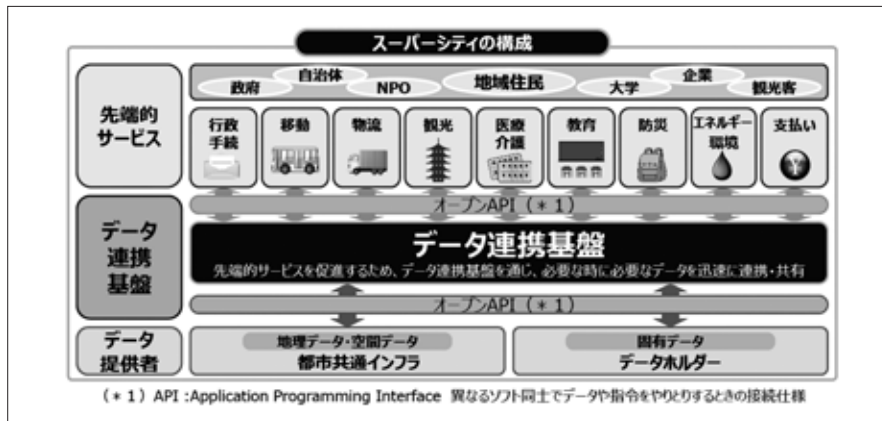 スーパーシティの構成
先端的
サービス
政府
自治体
NPO
地域住民
大学
企業
観光客
行政
手続
移動
物流
観光
医療
介護
教育
防災
エネルギー
環境
支払い
オープンAPI(*1)
データ
連携
基盤
データ連携基盤
先端的サービスを促進するため、データ連携基盤を通じ、必要な時に必要なデータを迅速に連携・共有
オープンAPI(*1)
データ
提供者
地理データ・空間データ
都市共通インフラ
固有データ
データホルダー
(*1) API :Application Programming Interface 異なるソフト同士でデータや指令をやりとりするときの接続仕様